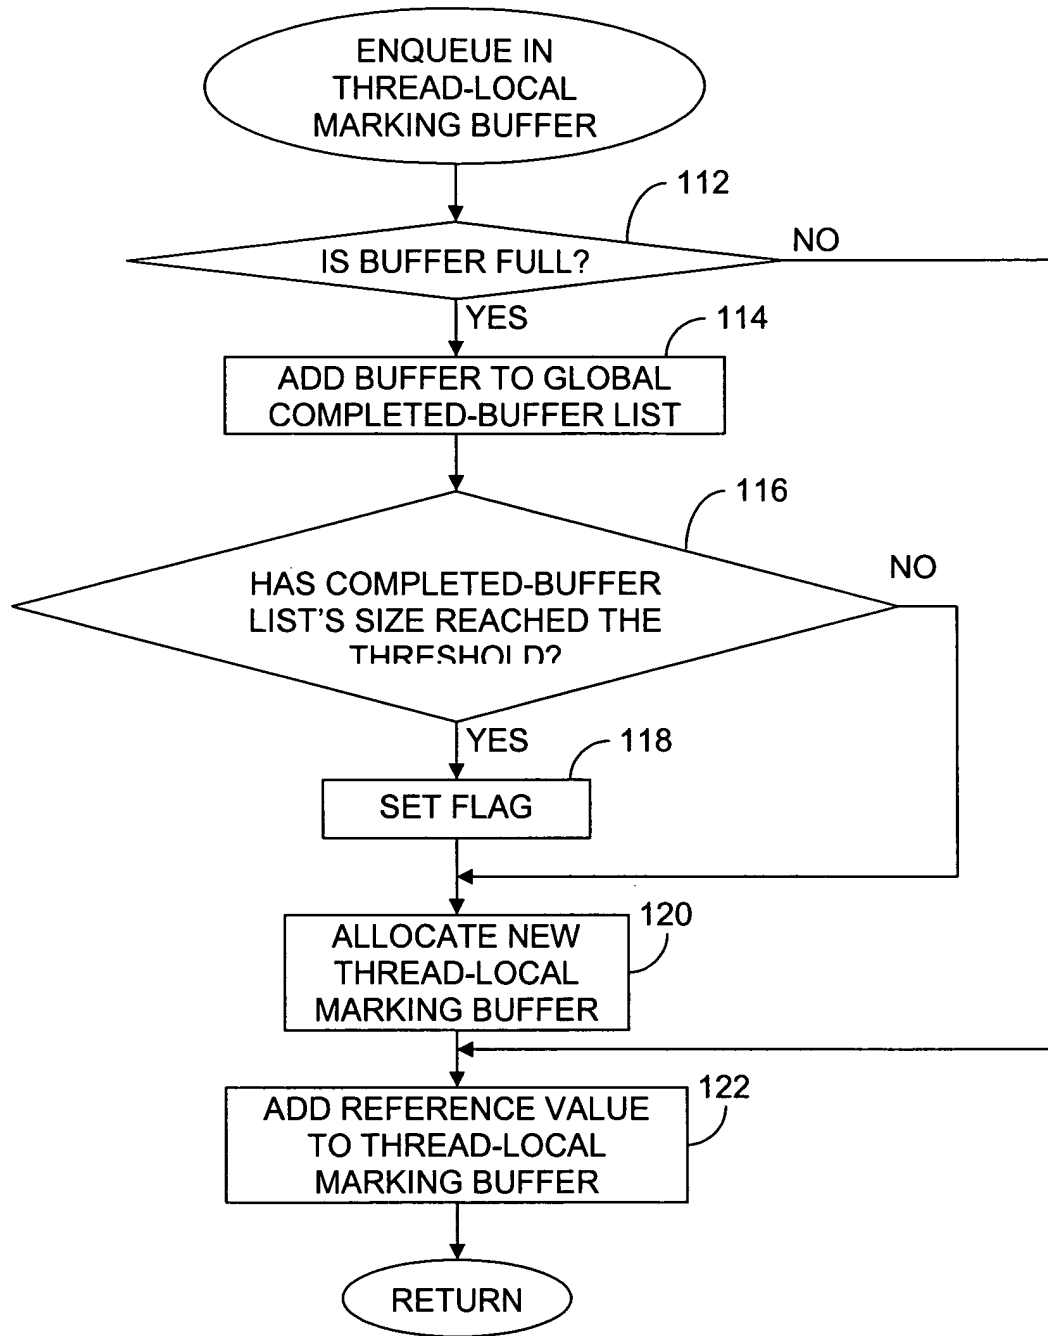 ENQUEUE IN
THREAD-LOCAL
MARKING BUFFER
112
NO
IS BUFFER FULL?
YES
114
ADD BUFFER TO GLOBAL
COMPLETED-BUFFER LIST
116
NO
HAS COMPLETED-BUFFER
LIST'S SIZE REACHED THE
THRESHOLD?
YES
118
SET FLAG
120
ALLOCATE NEW
THREAD-LOCAL
MARKING BUFFER
122
ADD REFERENCE VALUE
TO THREAD-LOCAL
MARKING BUFFER
RETURN